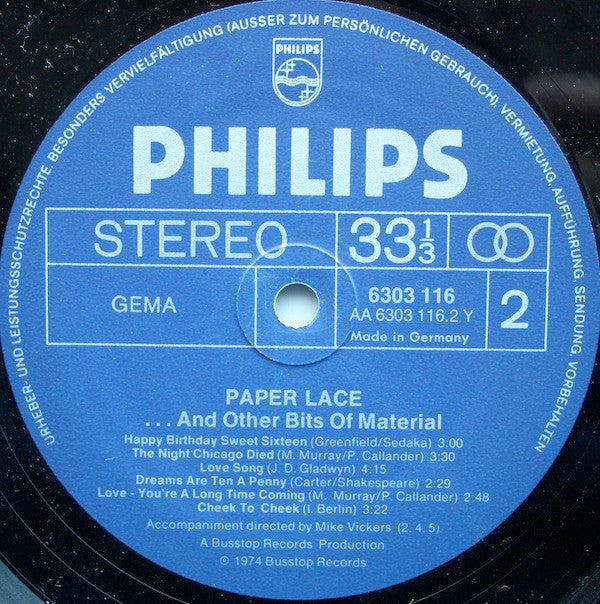 URHEBER- UND LEISTUNGSSCHUTZRECHTE, BESONDERS VERVIELFÄLTIGUNG (AUSSER ZUM PERSÖNLICHEN GEBRAUCH), VERMIETUNG, AUFFÜHRUNG, SENDUNG, VORBEHALTEN
PHILIPS
PHILIPS
STEREO 33 1/3
GEMA 6303 116 2
AA 6303 116.2 Y
Made in Germany
PAPER LACE
... And Other Bits Of Material
Happy Birthday Sweet Sixteen (Greenfield/Sedaka) 3:00
The Night Chicago Died (M. Murray/P. Callander) 3:30
Love Song (J. D. Gladwyn) 4:15
Dreams Are Ten A Penny (Carter/Shakespeare) 2:29
Love - You're A Long Time Coming (M. Murray/P. Callander) 2:48
Cheek To Cheek (I. Berlin) 3:22
Accompaniment directed by Mike Vickers (2. 4. 5)
A Busstop Records Production
℗ 1974 Busstop Records